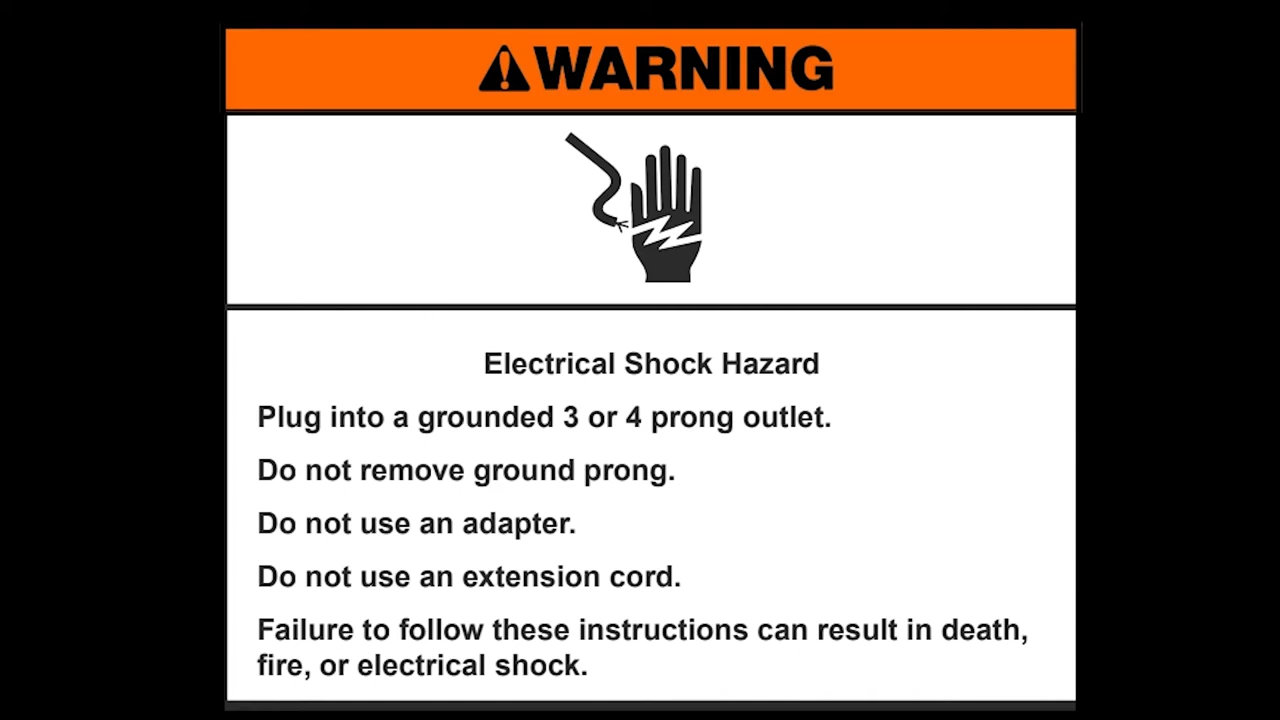 WARNING
Electrical Shock Hazard
Plug into a grounded 3 or 4 prong outlet.
Do not remove ground prong.
Do not use an adapter.
Do not use an extension cord.
Failure to follow these instructions can result in death,
fire, or electrical shock.